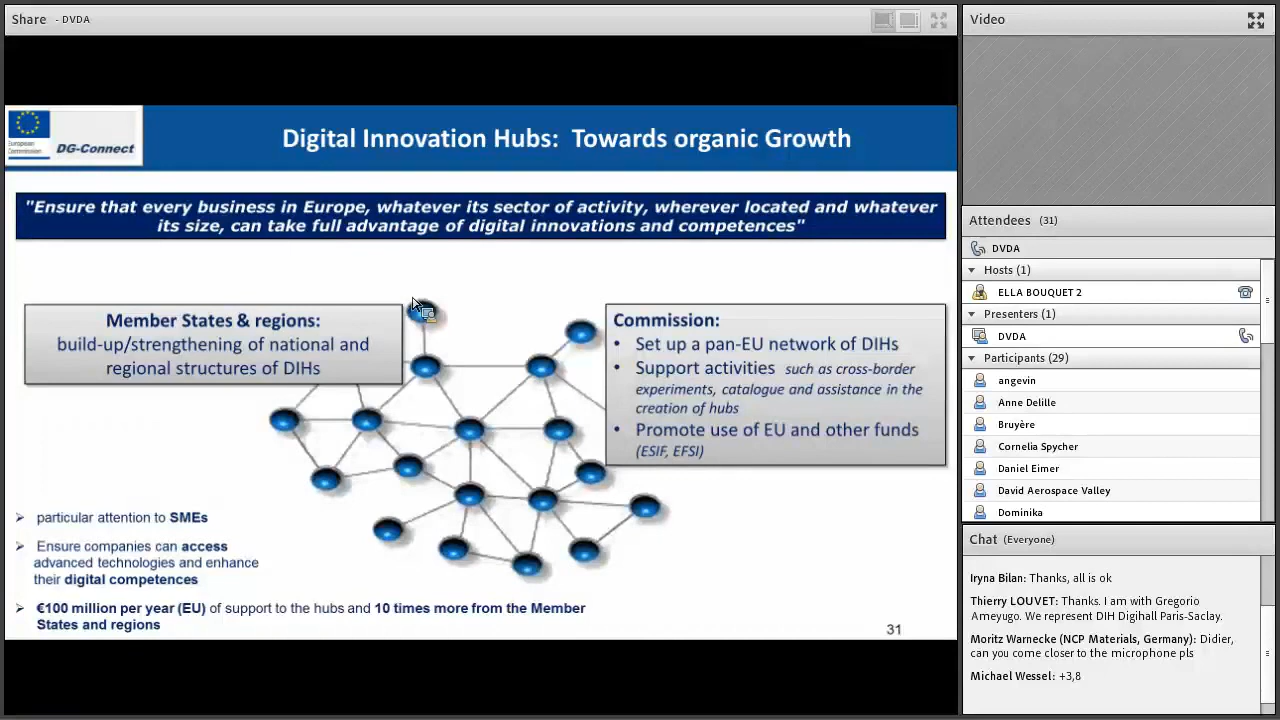 Share - DVDA
European
Commission
DG-Connect
Digital Innovation Hubs: Towards organic Growth
"Ensure that every business in Europe, whatever its sector of activity, wherever located and whatever
its size, can take full advantage of digital innovations and competences"
Member States & regions:
build-up/strengthening of national and
regional structures of DIHs
Commission:
• Set up a pan-EU network of DIHs
• Support activities such as cross-border
experiments, catalogue and assistance in the
creation of hubs
• Promote use of EU and other funds
(ESIF, EFSI)
particular attention to SMEs
Ensure companies can access
advanced technologies and enhance
their digital competences
€100 million per year (EU) of support to the hubs and 10 times more from the Member
States and regions
31
Video
Attendees (31)
DVDA
Hosts (1)
ELLA BOUQUET 2
Presenters (1)
DVDA
Participants (29)
angevin
Anne Delille
Bruyère
Cornelia Spycher
Daniel Eimer
David Aerospace Valley
Dominika
Chat (Everyone)
Iryna Bilan: Thanks, all is ok
Thierry LOUVET: Thanks. I am with Gregorio
Ameyugo. We represent DIH Digihall Paris-Saclay.
Moritz Warnecke (NCP Materials, Germany): Didier,
can you come closer to the microphone pls
Michael Wessel: +3,8